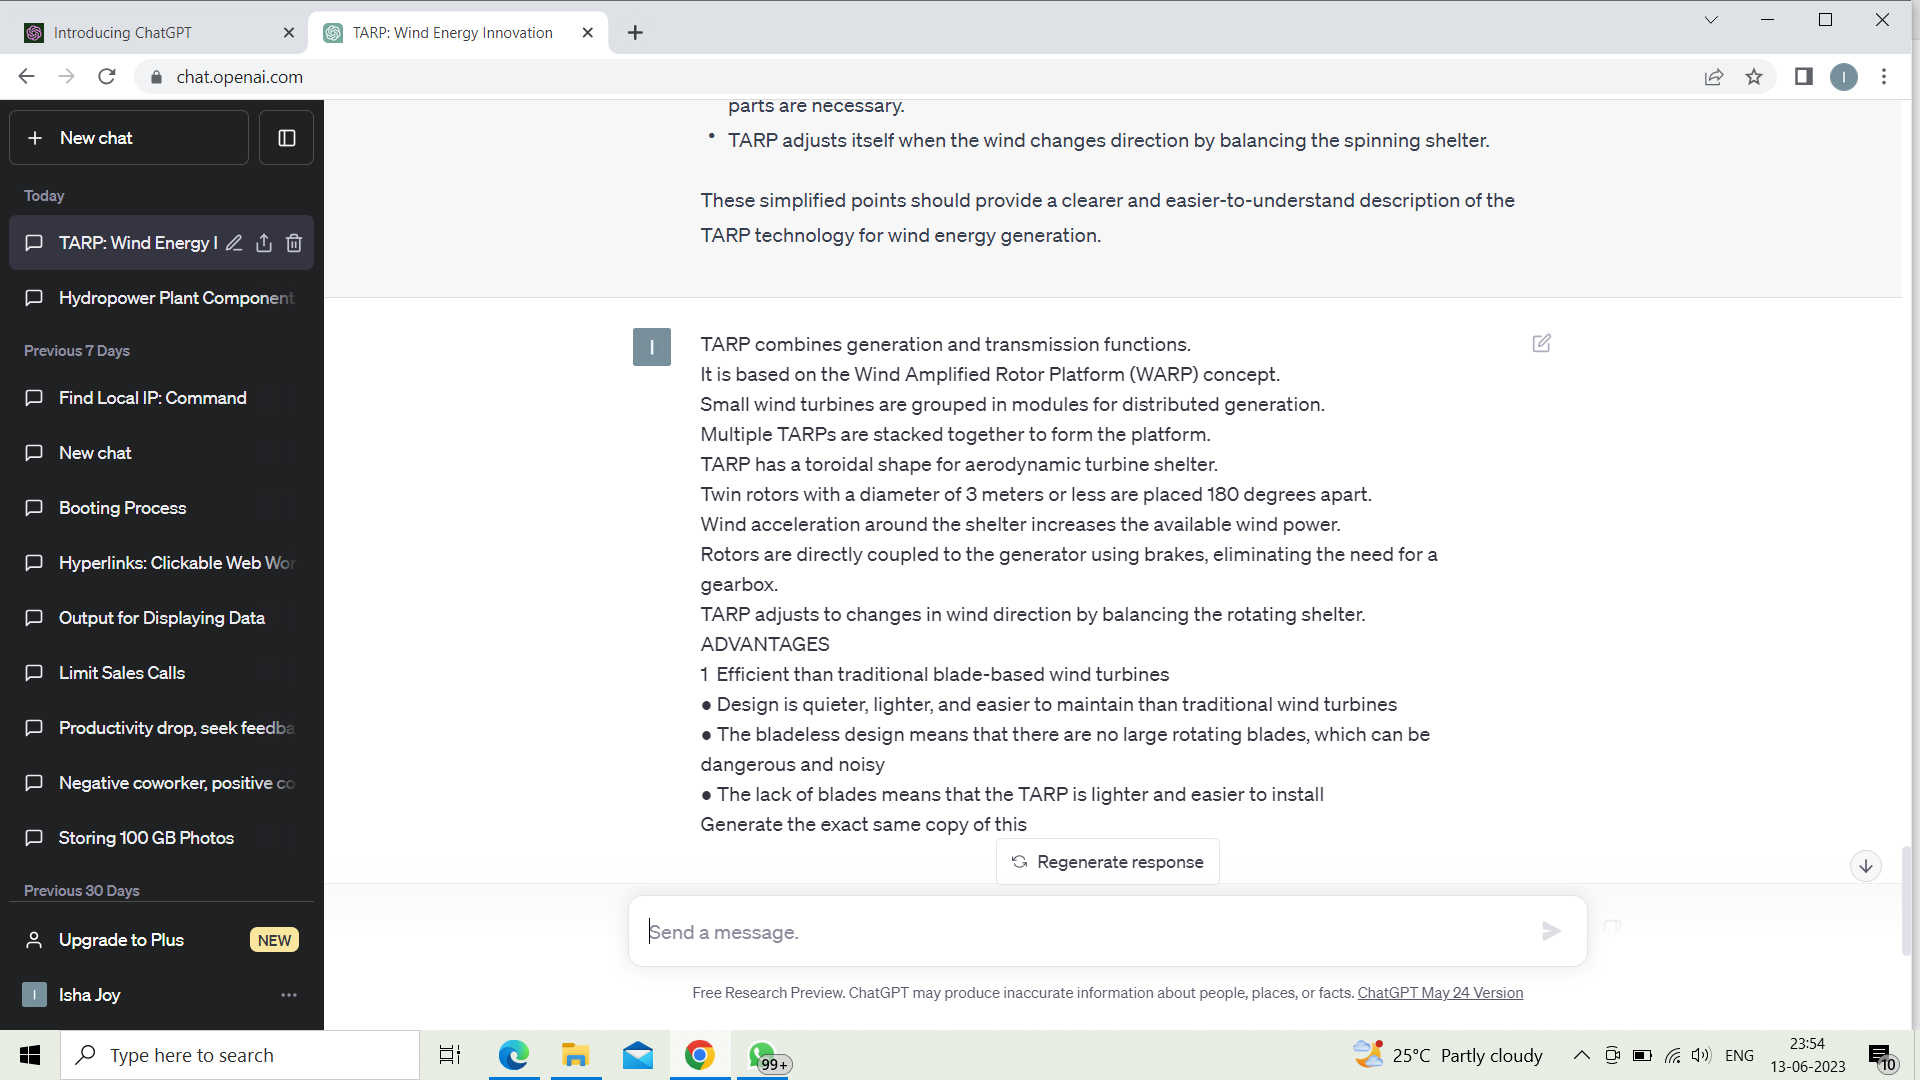 Introducing ChatGPT
TARP: Wind Energy Innovation
chat.openai.com
I
New chat
Today
TARP: Wind Energy I
Hydropower Plant Component
Previous 7 Days
Find Local IP: Command
New chat
Booting Process
Hyperlinks: Clickable Web Wor
Output for Displaying Data
Limit Sales Calls
Productivity drop, seek feedba
Negative coworker, positive co
Storing 100 GB Photos
Previous 30 Days
Upgrade to Plus NEW
I Isha Joy
parts are necessary.
• TARP adjusts itself when the wind changes direction by balancing the spinning shelter.
These simplified points should provide a clearer and easier-to-understand description of the
TARP technology for wind energy generation.
I
TARP combines generation and transmission functions.
It is based on the Wind Amplified Rotor Platform (WARP) concept.
Small wind turbines are grouped in modules for distributed generation.
Multiple TARPs are stacked together to form the platform.
TARP has a toroidal shape for aerodynamic turbine shelter.
Twin rotors with a diameter of 3 meters or less are placed 180 degrees apart.
Wind acceleration around the shelter increases the available wind power.
Rotors are directly coupled to the generator using brakes, eliminating the need for a
gearbox.
TARP adjusts to changes in wind direction by balancing the rotating shelter.
ADVANTAGES
1 Efficient than traditional blade-based wind turbines
● Design is quieter, lighter, and easier to maintain than traditional wind turbines
● The bladeless design means that there are no large rotating blades, which can be
dangerous and noisy
● The lack of blades means that the TARP is lighter and easier to install
Generate the exact same copy of this
Regenerate response
Send a message.
Free Research Preview. ChatGPT may produce inaccurate information about people, places, or facts. ChatGPT May 24 Version
Type here to search
99+
25°C Partly cloudy
ENG
23:54
13-06-2023
10